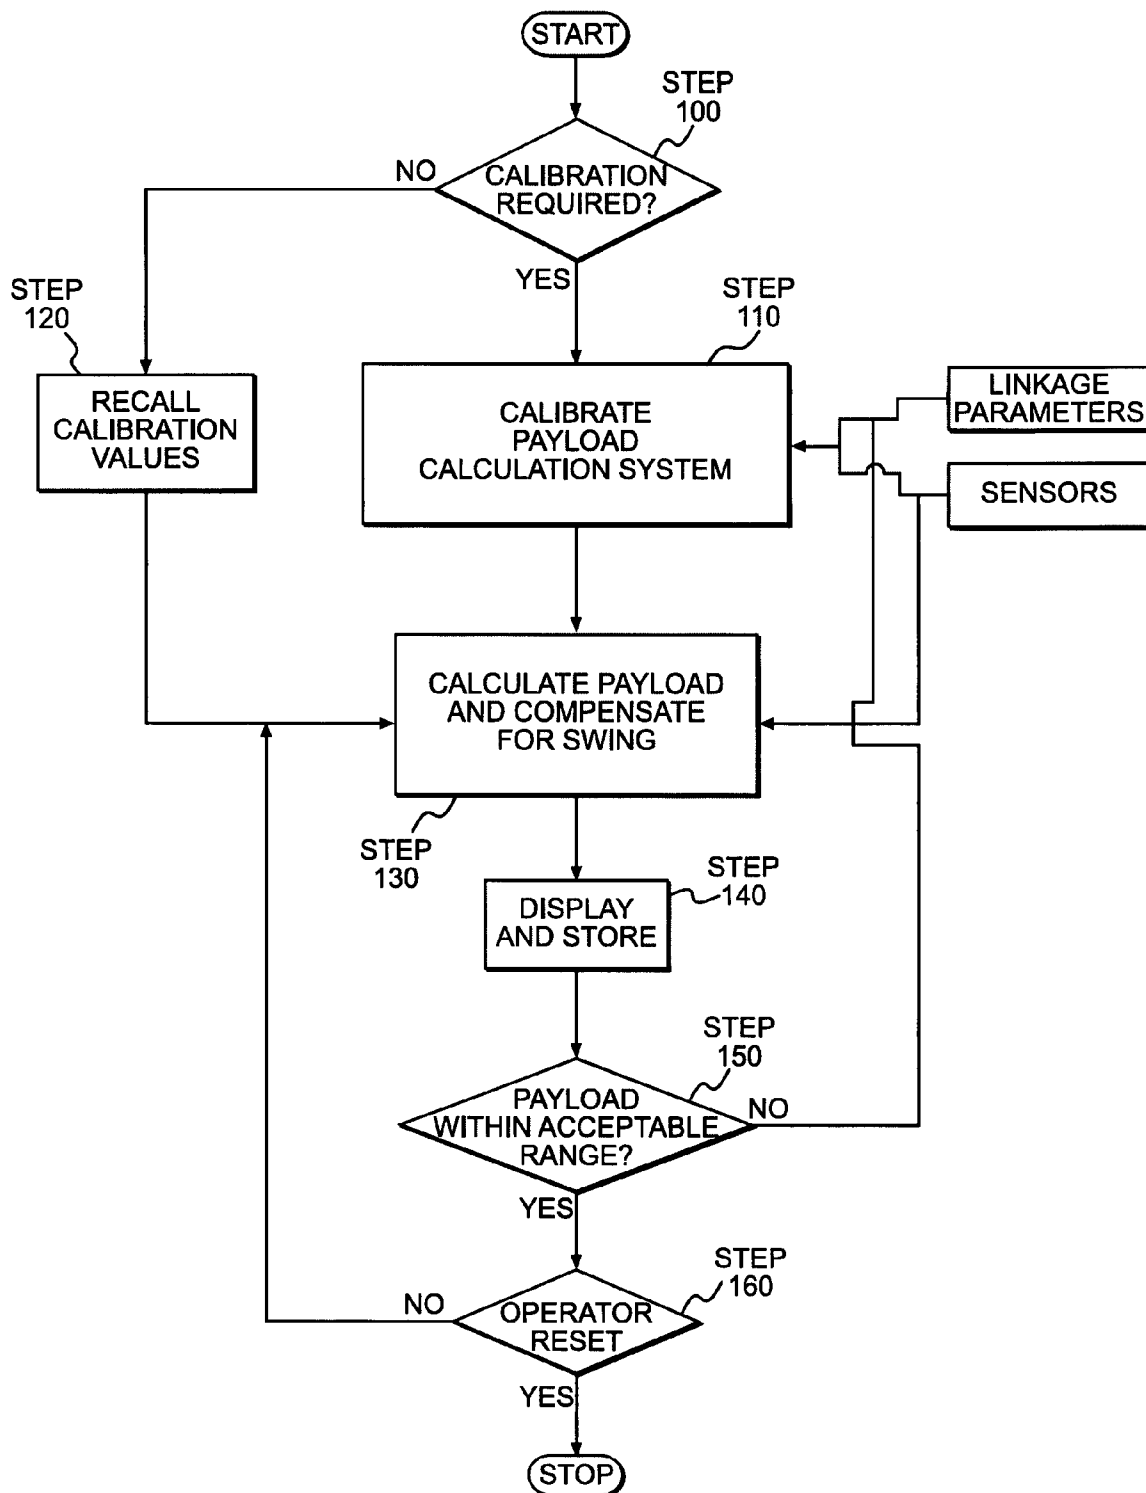 START
STEP
100
NO
CALIBRATION
REQUIRED?
YES
STEP
120
STEP
110
RECALL
CALIBRATION
VALUES
CALIBRATE
PAYLOAD
CALCULATION SYSTEM
LINKAGE
PARAMETERS
SENSORS
CALCULATE PAYLOAD
AND COMPENSATE
FOR SWING
STEP
130
STEP
140
DISPLAY
AND STORE
STEP
150
PAYLOAD
WITHIN ACCEPTABLE
RANGE?
NO
YES
STEP
160
NO
OPERATOR
RESET
YES
STOP